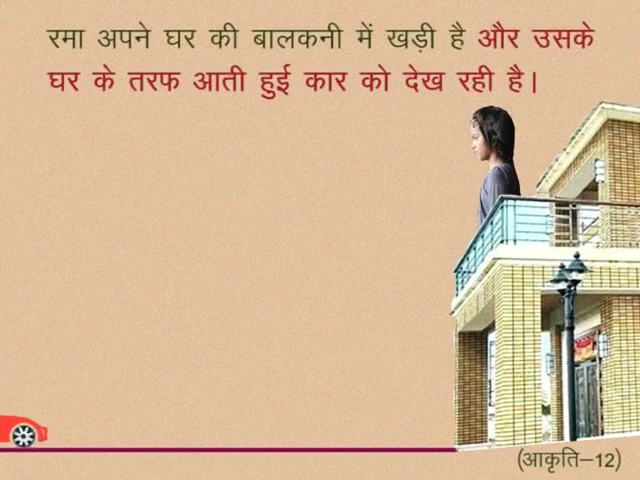 रमा अपने घर की बालकनी में खड़ी है और उसके
घर के तरफ आती हुई कार को देख रही है।
(आकृति–12)